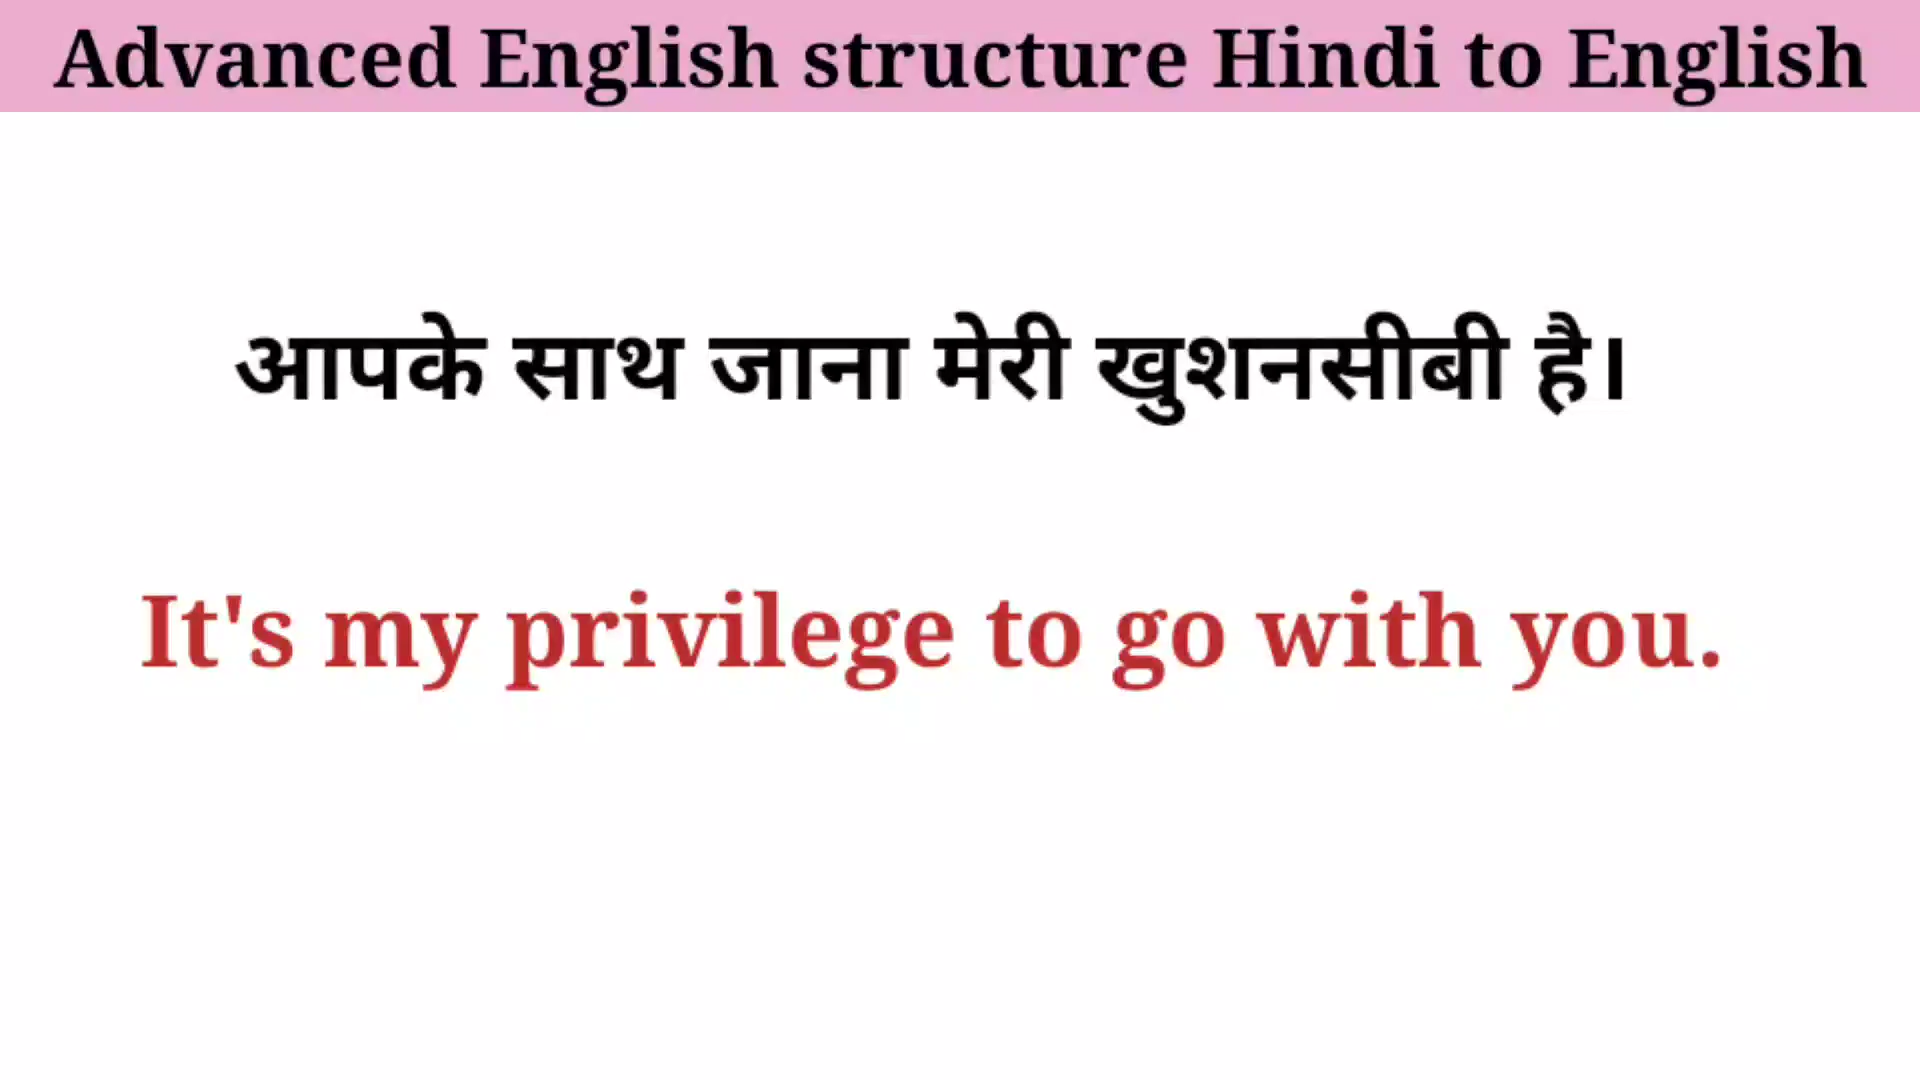 Advanced English structure Hindi to English
आपके साथ जाना मेरी खुशनसीबी है।
It's my privilege to go with you.